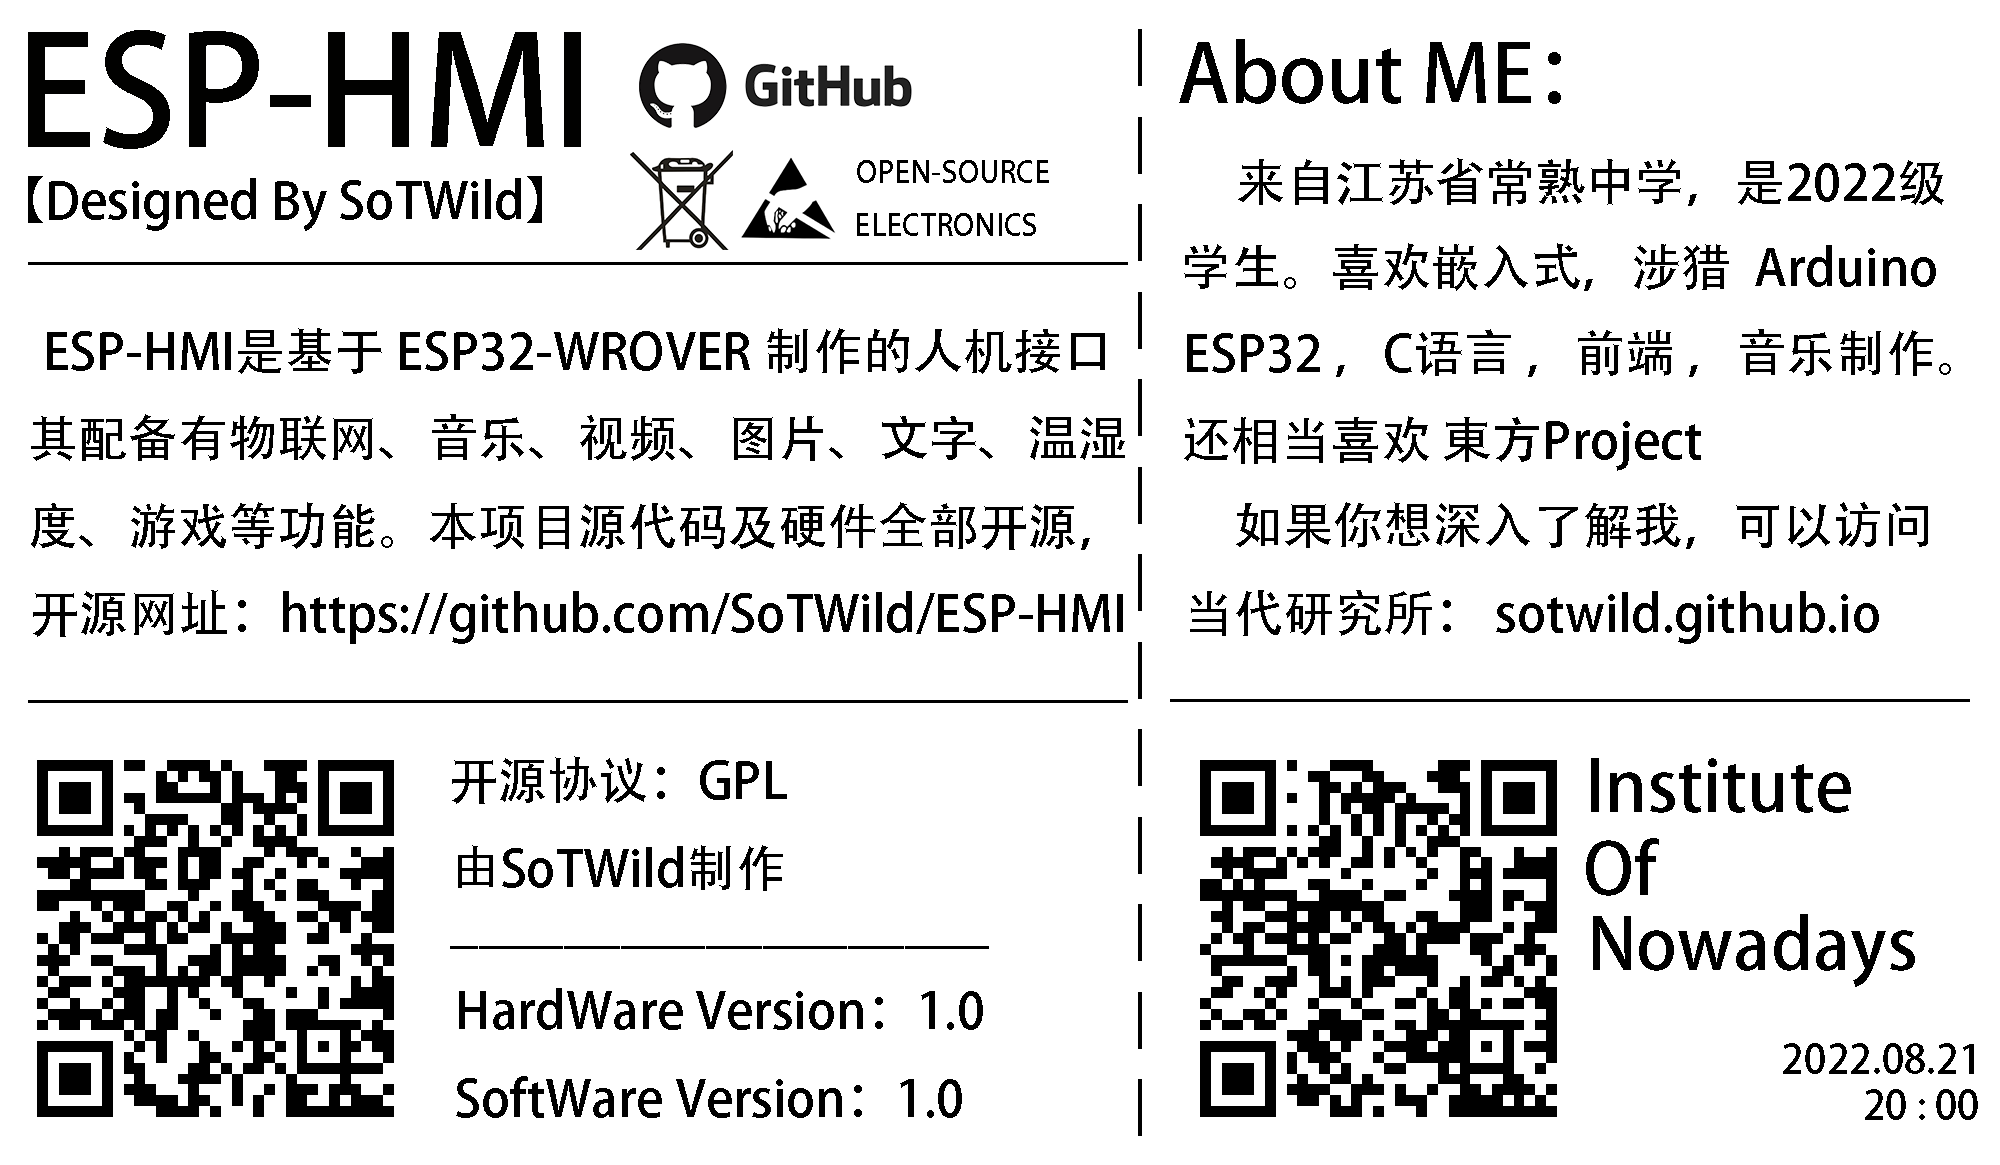 ESP-HMI
【Designed By SoTWild】
GitHub
OPEN-SOURCE
ELECTRONICS
ESP-HMI是基于 ESP32-WROVER 制作的人机接口
其配备有物联网、音乐、视频、图片、文字、温湿
度、游戏等功能。本项目源代码及硬件全部开源，
开源网址：https://github.com/SoTWild/ESP-HMI
开源协议：GPL
由SoTWild制作
HardWare Version：1.0
SoftWare Version：1.0
About ME：
来自江苏省常熟中学，是2022级
学生。喜欢嵌入式，涉猎 Arduino
ESP32，C语言，前端，音乐制作。
还相当喜欢 東方Project
如果你想深入了解我，可以访问
当代研究所： sotwild.github.io
Institute
Of
Nowadays
2022.08.21
20 : 00